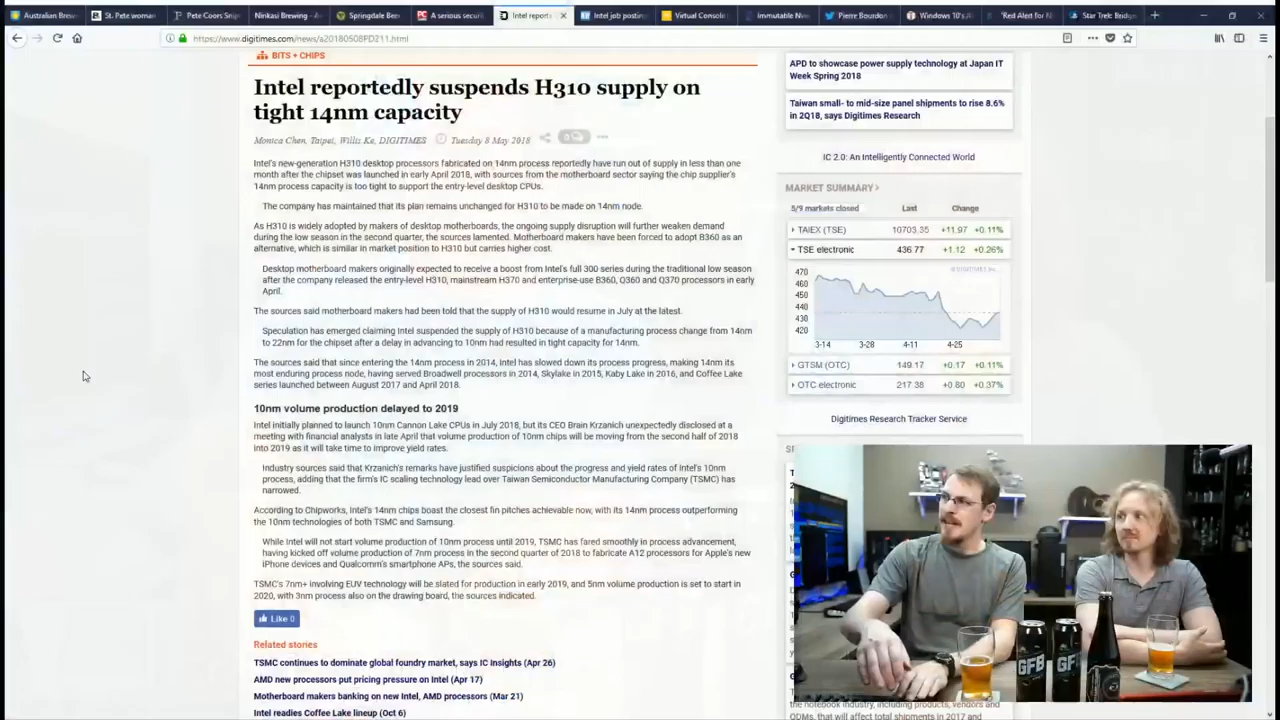 Australian Brew
St. Pete woman
Pete Coors Snip
Ninkasi Brewing - A
Springdale Bee
A serious securi
Intel reports
Intel job posting
Virtual Consolid
immutable Nve
Pierre Bourdon
Windows 10's A
'Red Alert for N
Star Trek: Bridge
https://www.digitimes.com/news/a20180508PD211.html
BITS + CHIPS
Intel reportedly suspends H310 supply on
tight 14nm capacity
Monica Chen, Taipei, Willis Ke, DIGITIMES
Tuesday 8 May 2018
Intel's new-generation H310 desktop processors fabricated on 14nm process reportedly have run out of supply in less than one
month after the chipset was launched in early April 2018, with sources from the motherboard sector saying the chip supplier's
14nm process capacity is too tight to support the entry-level desktop CPUs.
The company has maintained that its plan remains unchanged for H310 to be made on 14nm node.
As H310 is widely adopted by makers of desktop motherboards, the ongoing supply disruption will further weaken demand
during the low season in the second quarter, the sources lamented. Motherboard makers have been forced to adopt B360 as an
alternative, which is similar in market position to H310 but carries higher cost.
Desktop motherboard makers originally expected to receive a boost from Intel's full 300 series during the traditional low season
after the company released the entry-level H310, mainstream H370 and enterprise-use B360, Q360 and Q370 processors in early
April.
The sources said motherboard makers had been told that the supply of H310 would resume in July at the latest.
Speculation has emerged claiming Intel suspended the supply of H310 because of a manufacturing process change from 14nm
to 22nm for the chipset after a delay in advancing to 10nm had resulted in tight capacity for 14nm.
The sources said that since entering the 14nm process in 2014, Intel has slowed down its process progress, making 14nm its
most enduring process node, having served Broadwell processors in 2014, Skylake in 2015, Kaby Lake in 2016, and Coffee Lake
series launched between August 2017 and April 2018.
10nm volume production delayed to 2019
Intel initially planned to launch 10nm Cannon Lake CPUs in July 2018, but its CEO Brain Krzanich unexpectedly disclosed at a
meeting with financial analysts in late April that volume production of 10nm chips will be moving from the second half of 2018
into 2019 as it will take time to improve yield rates.
Industry sources said that Krzanich's remarks have justified suspicions about the progress and yield rates of Intel's 10nm
process, adding that the firm's IC scaling technology lead over Taiwan Semiconductor Manufacturing Company (TSMC) has
narrowed.
According to Chipworks, Intel's 14nm chips boast the closest fin pitches achievable now, with its 14nm process outperforming
the 10nm technologies of both TSMC and Samsung.
While Intel will not start volume production of 10nm process until 2019, TSMC has fared smoothly in process advancement,
having kicked off volume production of 7nm process in the second quarter of 2018 to fabricate A12 processors for Apple's new
iPhone devices and Qualcomm's smartphone APs, the sources said.
TSMC's 7nm+ involving EUV technology will be slated for production in early 2019, and 5nm volume production is set to start in
2020, with 3nm process also on the drawing board, the sources indicated.
Like 0
Related stories
TSMC continues to dominate global foundry market, says IC Insights (Apr 26)
AMD new processors put pricing pressure on Intel (Apr 17)
Motherboard makers banking on new Intel, AMD processors (Mar 21)
Intel readies Coffee Lake lineup (Oct 6)
APD to showcase power supply technology at Japan IT
Week Spring 2018
Taiwan small- to mid-size panel shipments to rise 8.6%
in 2Q18, says Digitimes Research
IC 2.0: An Intelligently Connected World
MARKET SUMMARY
5/9 markets closed Last Change
TAIEX (TSE) 10703.35 +11.97 +0.11%
TSE electronic 436.77 +1.12 +0.26%
470
460
450
440
430
420
3-14 3-28 4-11 4-25
GTSM (OTC) 149.17 +0.17 +0.11%
OTC electronic 217.38 +0.80 +0.37%
Digitimes Research Tracker Service
GFB
GF
the notebook industry, including products, vendors and
ODMs, that will affect total shipments in 2017 and